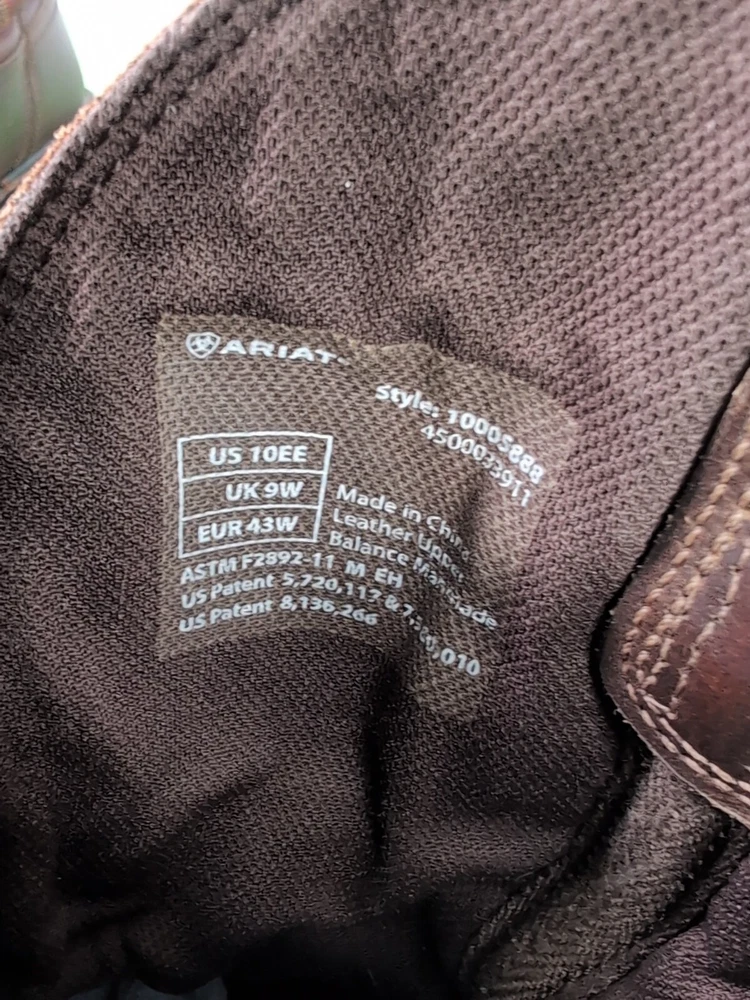 ARIAT
Style: 10005888
4500033911
US 10EE
UK 9W
EUR 43W
Made in China
Leather Upper
Balance Manmade
ASTM F2892-11 M EH
US Patent 5,720,117 &
US Patent 8,136,266